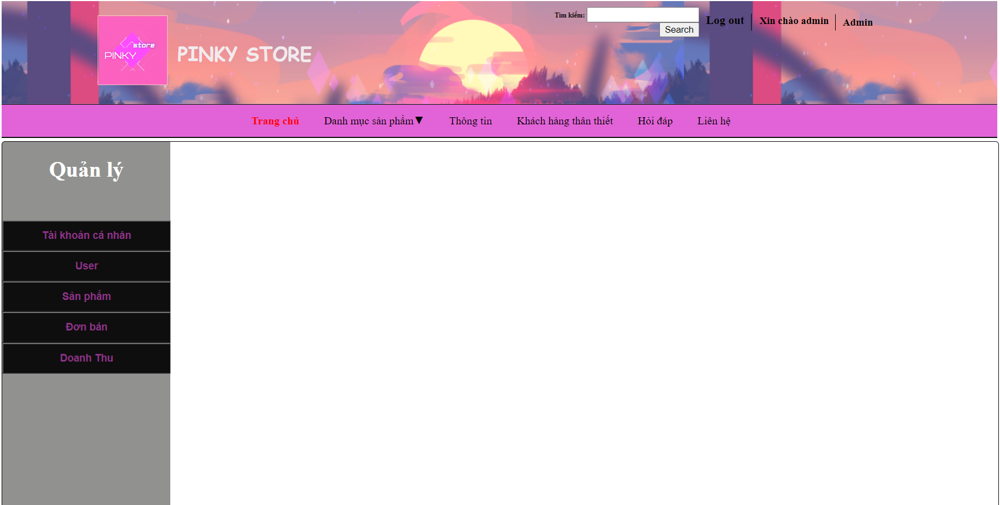 Tìm kiếm:
Search
Log out
Xin chào admin
Admin
store
PINKY
PINKY STORE
Trang chủ
Danh mục sản phẩm▼
Thông tin
Khách hàng thân thiết
Hỏi đáp
Liên hệ
Quản lý
Tài khoản cá nhân
User
Sản phẩm
Đơn bán
Doanh Thu